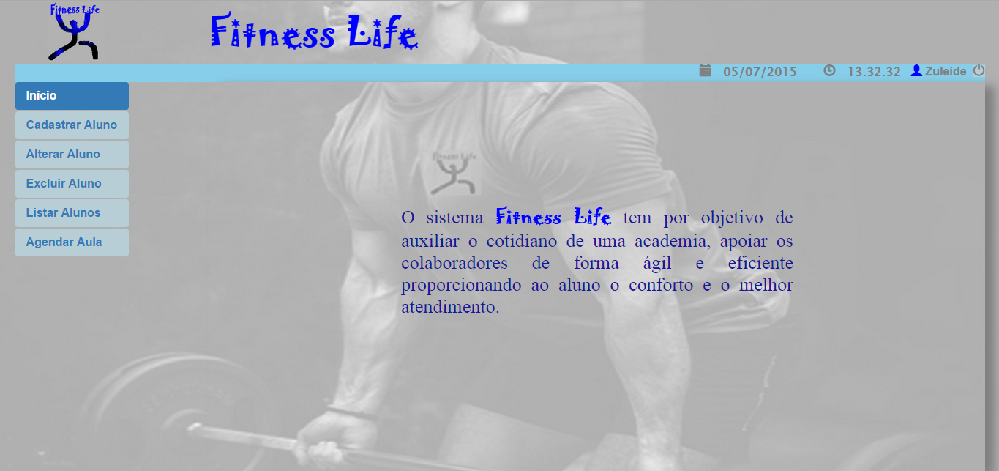 Fitness Life
Fitness Life
05/07/2015 13:32:32 Zuleide
Início
Cadastrar Aluno
Alterar Aluno
Excluir Aluno
Listar Alunos
Agendar Aula
Fitness Life
O sistema Fitness Life tem por objetivo de
auxiliar o cotidiano de uma academia, apoiar os
colaboradores de forma ágil e eficiente
proporcionando ao aluno o conforto e o melhor
atendimento.